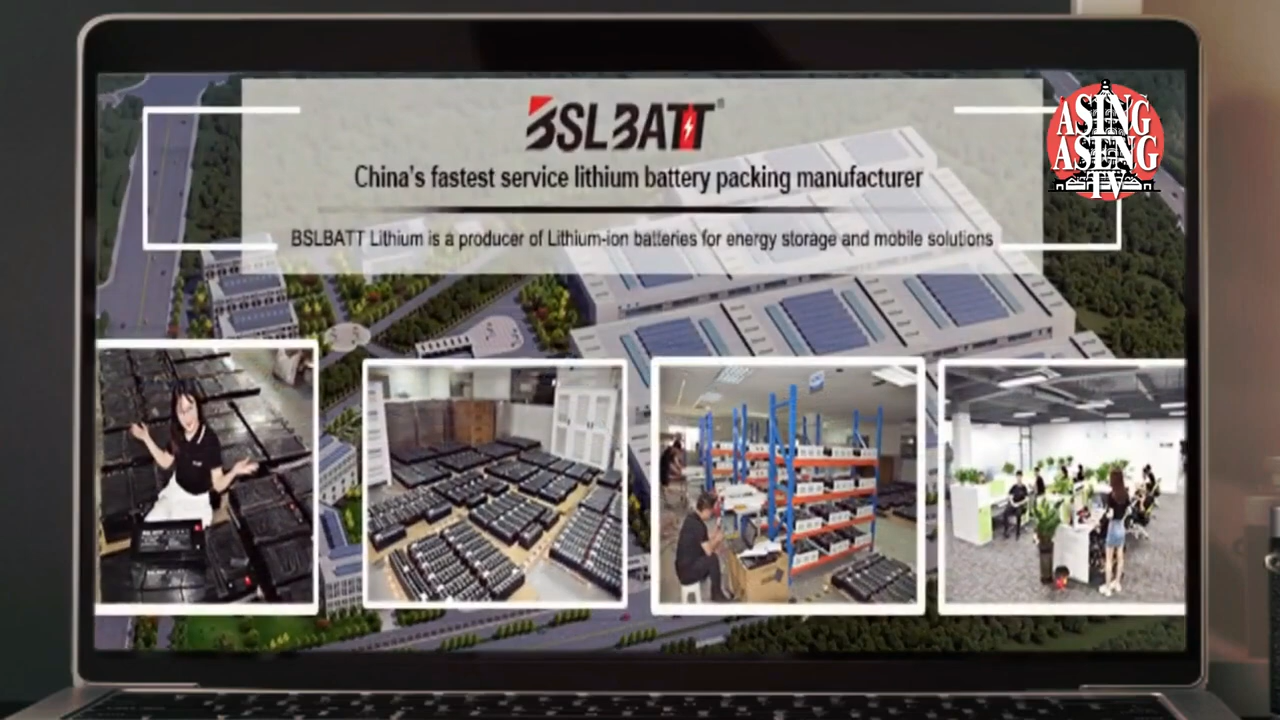 BSLBATT®
China's fastest service lithium battery packing manufacturer
BSLBATT Lithium is a producer of Lithium-ion batteries for energy storage and mobile solutions
ASING
ASENG
TV